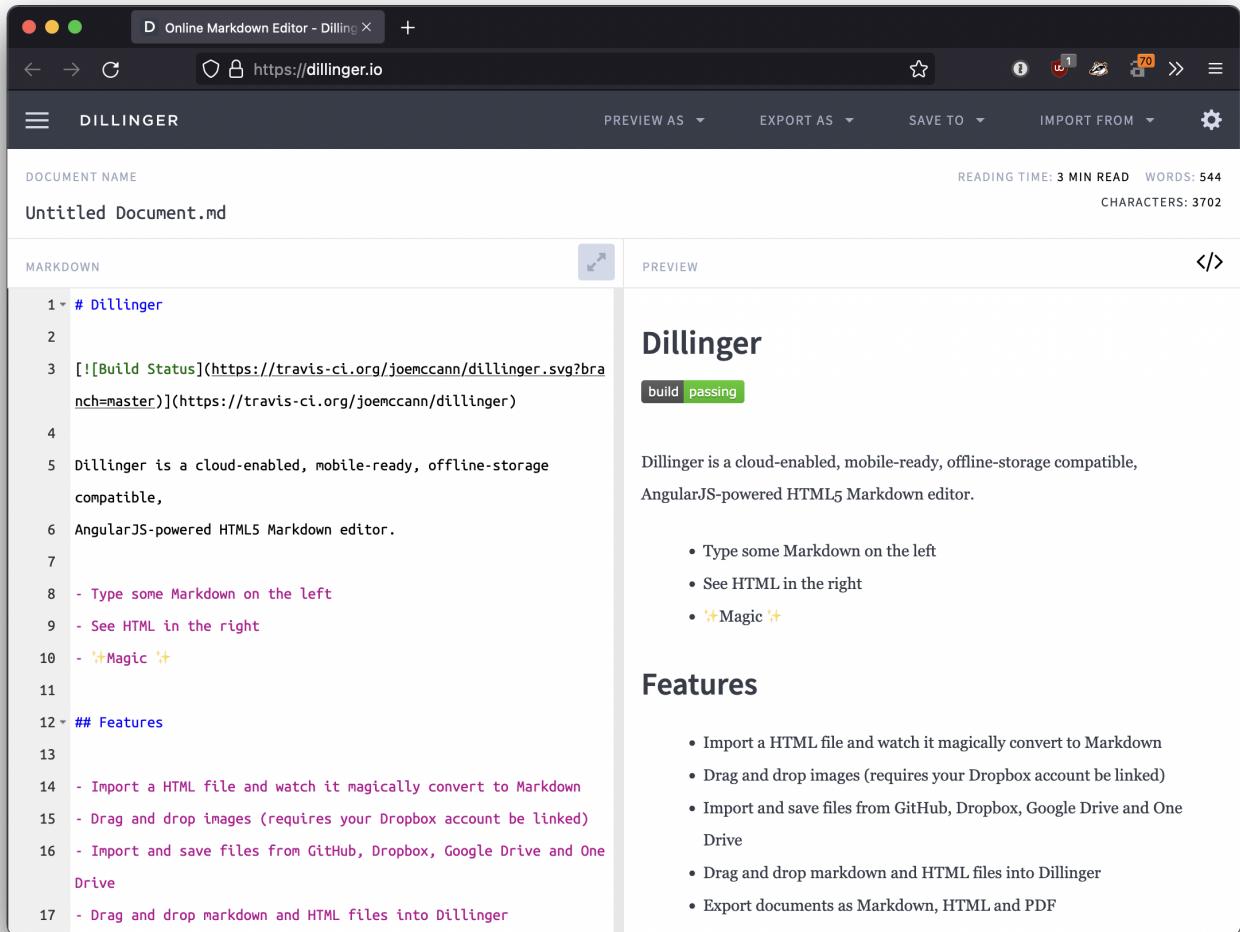 D Online Markdown Editor - Dilling
https://dillinger.io
1
70
DILLINGER
PREVIEW AS
EXPORT AS
SAVE TO
IMPORT FROM
DOCUMENT NAME
READING TIME: 3 MIN READ WORDS: 544
CHARACTERS: 3702
Untitled Document.md
MARKDOWN
1 # Dillinger
2
3 [![Build Status](https://travis-ci.org/joemccann/dillinger.svg?bra
nch=master)](https://travis-ci.org/joemccann/dillinger)
4
5 Dillinger is a cloud-enabled, mobile-ready, offline-storage
compatible,
6 AngularJS-powered HTML5 Markdown editor.
7
8 - Type some Markdown on the left
9 - See HTML in the right
10 - ✨Magic ✨
11
12 ## Features
13
14 - Import a HTML file and watch it magically convert to Markdown
15 - Drag and drop images (requires your Dropbox account be linked)
16 - Import and save files from GitHub, Dropbox, Google Drive and One
Drive
17 - Drag and drop markdown and HTML files into Dillinger
PREVIEW
</>
Dillinger
build passing
Dillinger is a cloud-enabled, mobile-ready, offline-storage compatible,
AngularJS-powered HTML5 Markdown editor.
• Type some Markdown on the left
• See HTML in the right
• ✨Magic ✨
Features
• Import a HTML file and watch it magically convert to Markdown
• Drag and drop images (requires your Dropbox account be linked)
• Import and save files from GitHub, Dropbox, Google Drive and One
Drive
• Drag and drop markdown and HTML files into Dillinger
• Export documents as Markdown, HTML and PDF